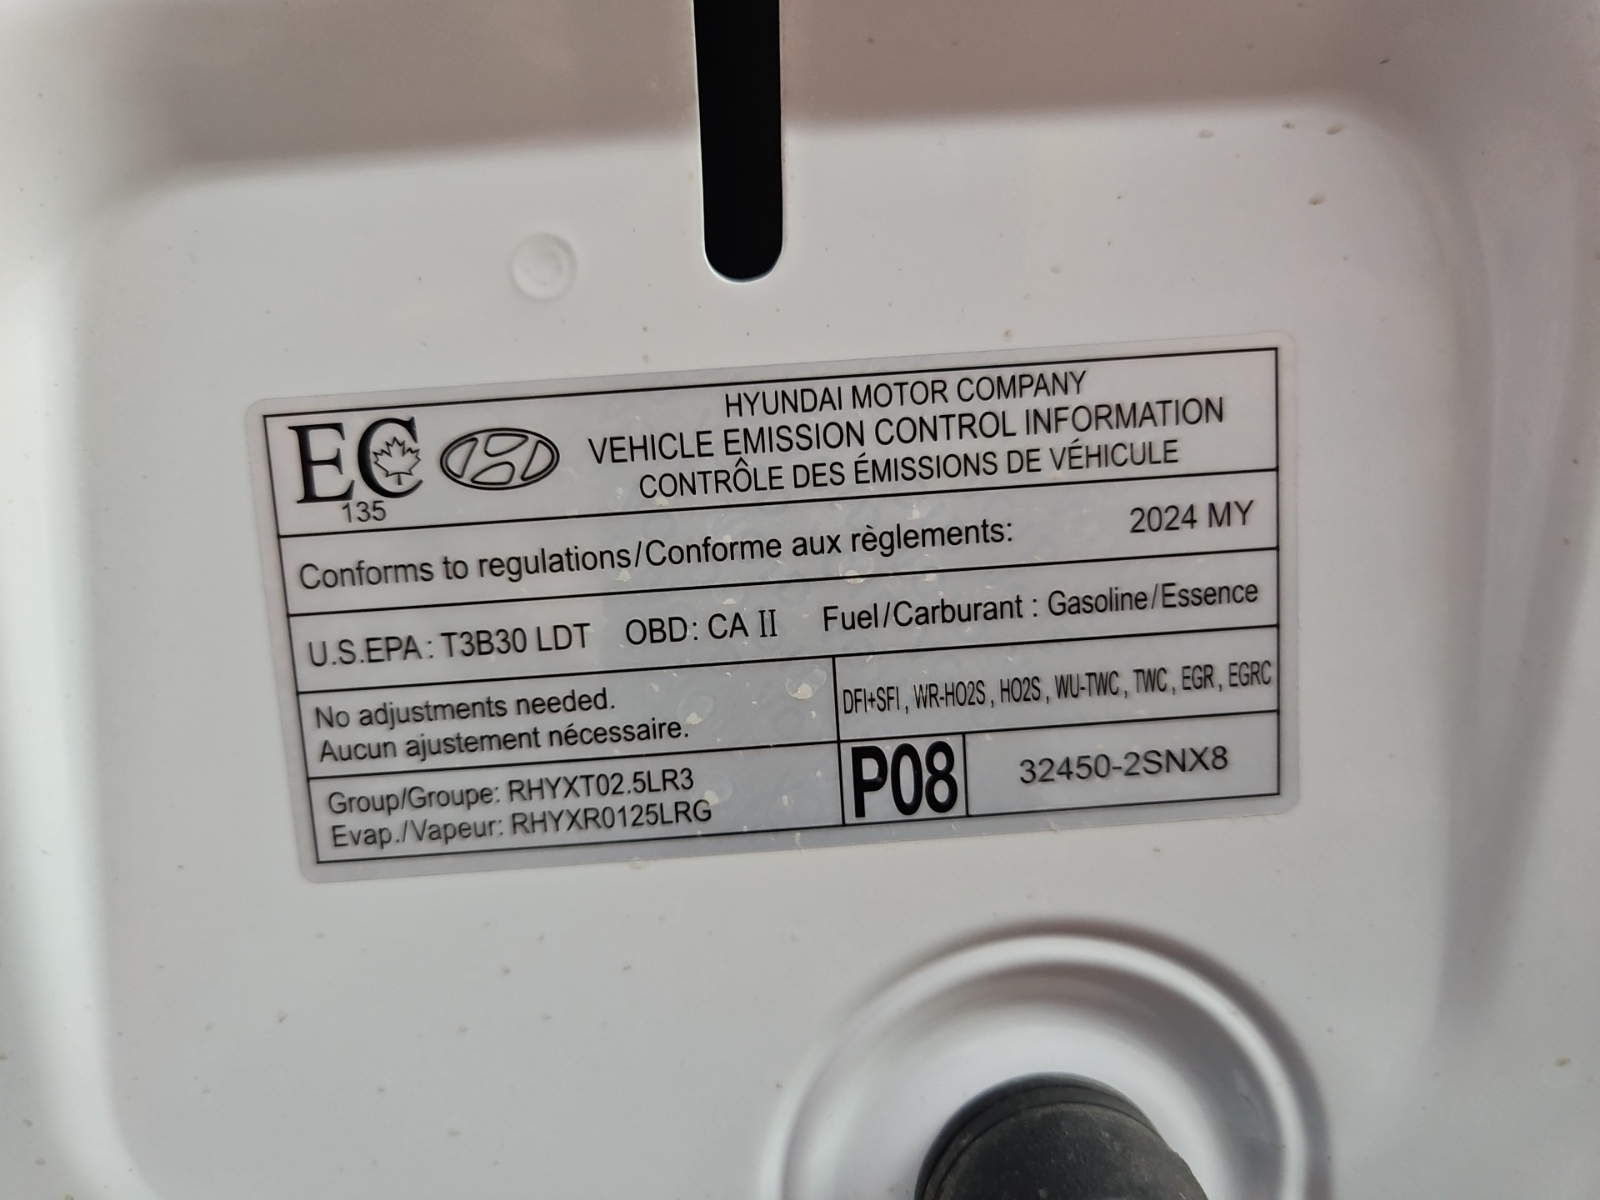 EC
135
HYUNDAI MOTOR COMPANY
VEHICLE EMISSION CONTROL INFORMATION
CONTRÔLE DES ÉMISSIONS DE VÉHICULE
Conforms to regulations/Conforme aux règlements: 2024 MY
U.S.EPA : T3B30 LDT OBD: CA II Fuel/Carburant : Gasoline/Essence
No adjustments needed.
Aucun ajustement nécessaire.
DFI+SFI , WR-HO2S , HO2S , WU-TWC , TWC , EGR , EGRC
Group/Groupe: RHYXT02.5LR3
Evap./Vapeur: RHYXR0125LRG
P08
32450-2SNX8